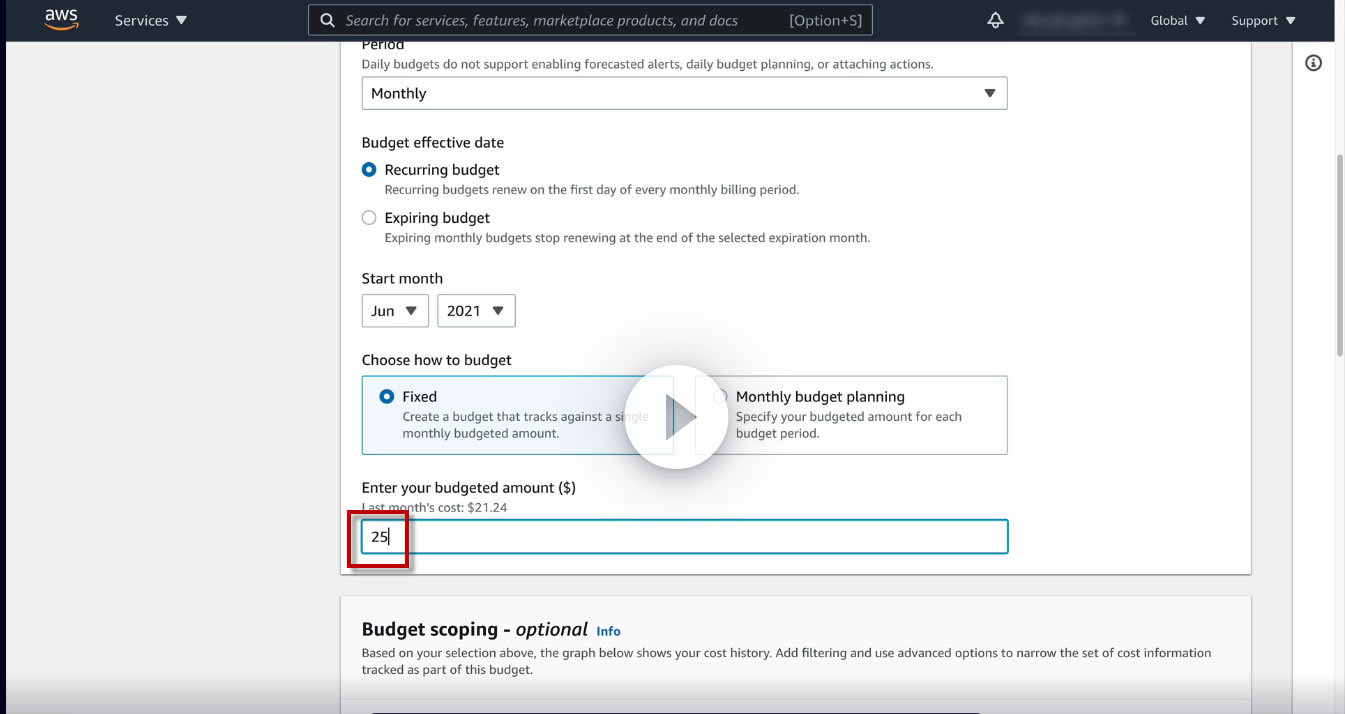 aws
Services
Search for services, features, marketplace products, and docs [Option+S]
Global
Support
Period
Daily budgets do not support enabling forecasted alerts, daily budget planning, or attaching actions.
Monthly
Budget effective date
Recurring budget
Recurring budgets renew on the first day of every monthly billing period.
Expiring budget
Expiring monthly budgets stop renewing at the end of the selected expiration month.
Start month
Jun
2021
Choose how to budget
Fixed
Create a budget that tracks against a single
monthly budgeted amount.
Monthly budget planning
Specify your budgeted amount for each
budget period.
Enter your budgeted amount ($)
Last month's cost: $21.24
25
Budget scoping - optional Info
Based on your selection above, the graph below shows your cost history. Add filtering and use advanced options to narrow the set of cost information
tracked as part of this budget.